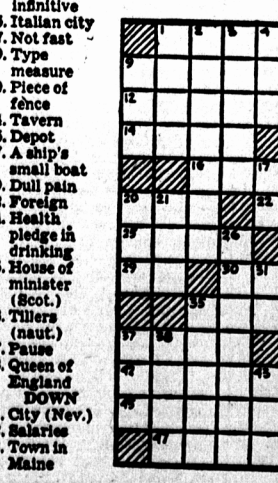 infinitive
. Italian city
. Not fast
. Type
measure
. Piece of
fence
. Tavern
. Depot
. A ship's
small boat
. Dull pain
. Foreign
. Health
pledge in
drinking
. House of
minister
(Scot.)
. Tillers
(naut.)
. Pause
. Queen of
England
DOWN
. City (Nev.)
. Salaries
. Town in
Maine
1 2 3 4
9
12
14
16 17
20 21 22
25 26
29 30 31
35
37 38
42 43
45
47